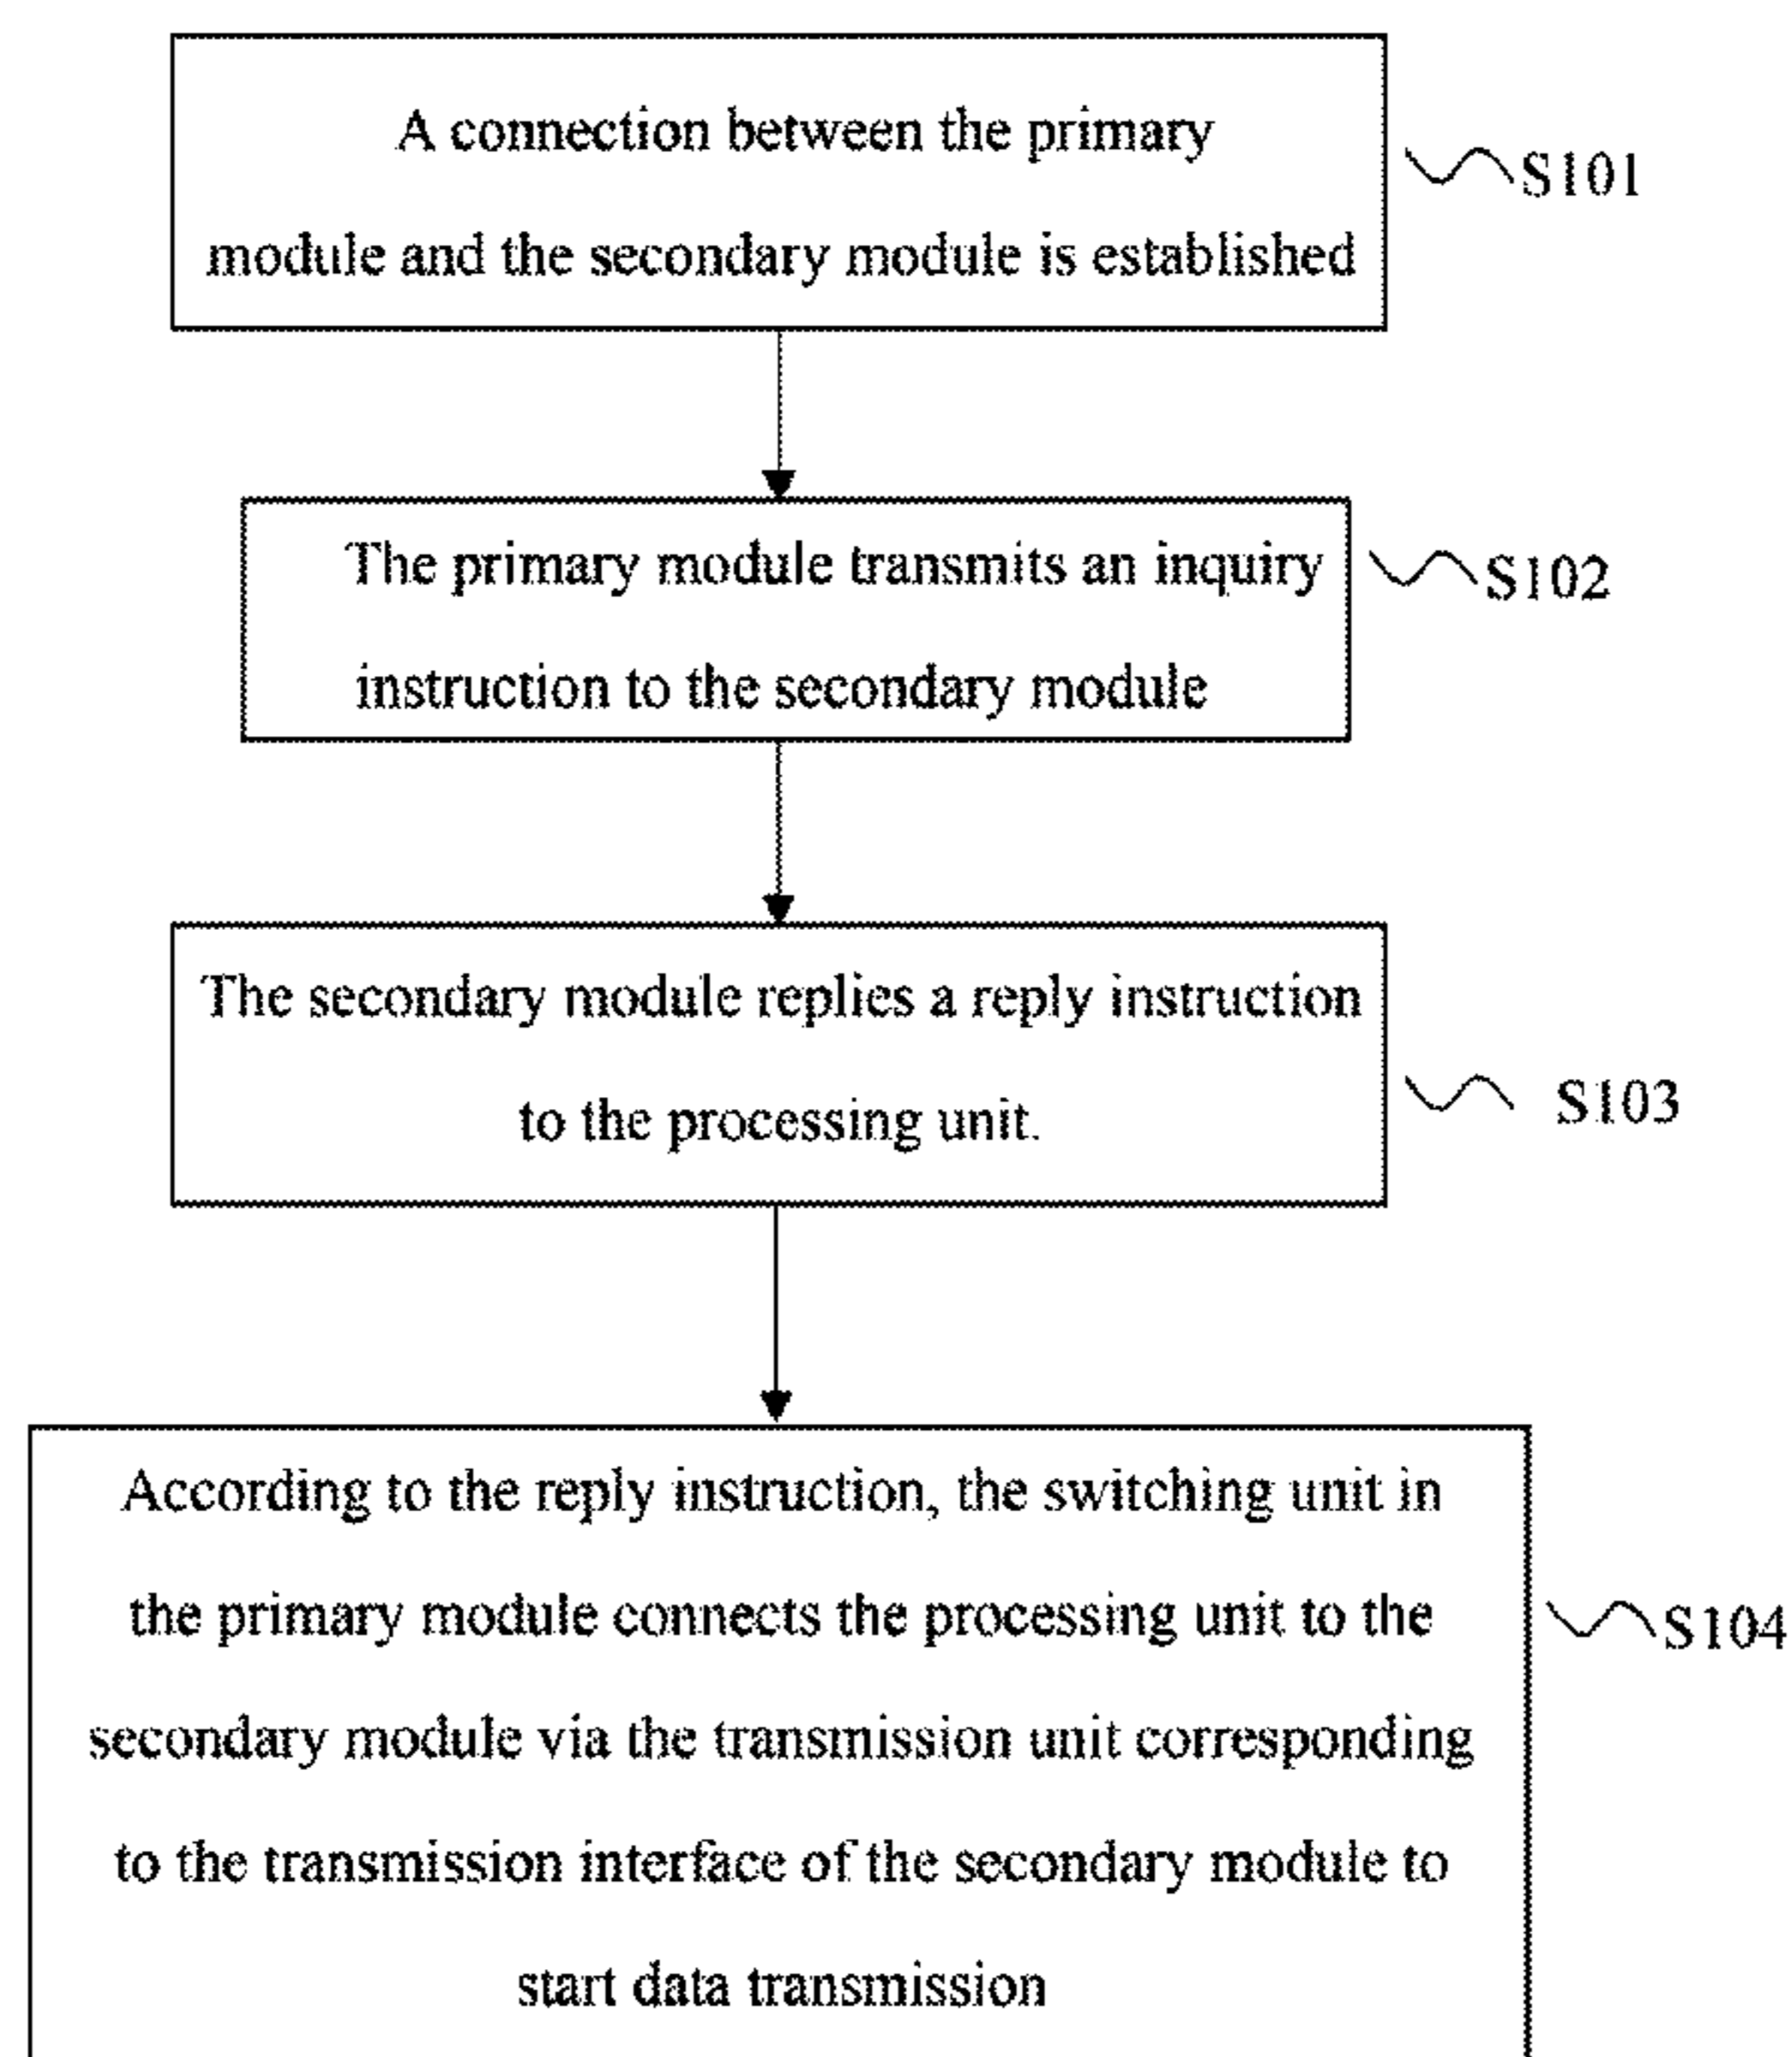 A connection between the primary
module and the secondary module is established
S101
The primary module transmits an inquiry
instruction to the secondary module
S102
The secondary module replies a reply instruction
to the processing unit.
S103
According to the reply instruction, the switching unit in
the primary module connects the processing unit to the
secondary module via the transmission unit corresponding
to the transmission interface of the secondary module to
start data transmission
S104